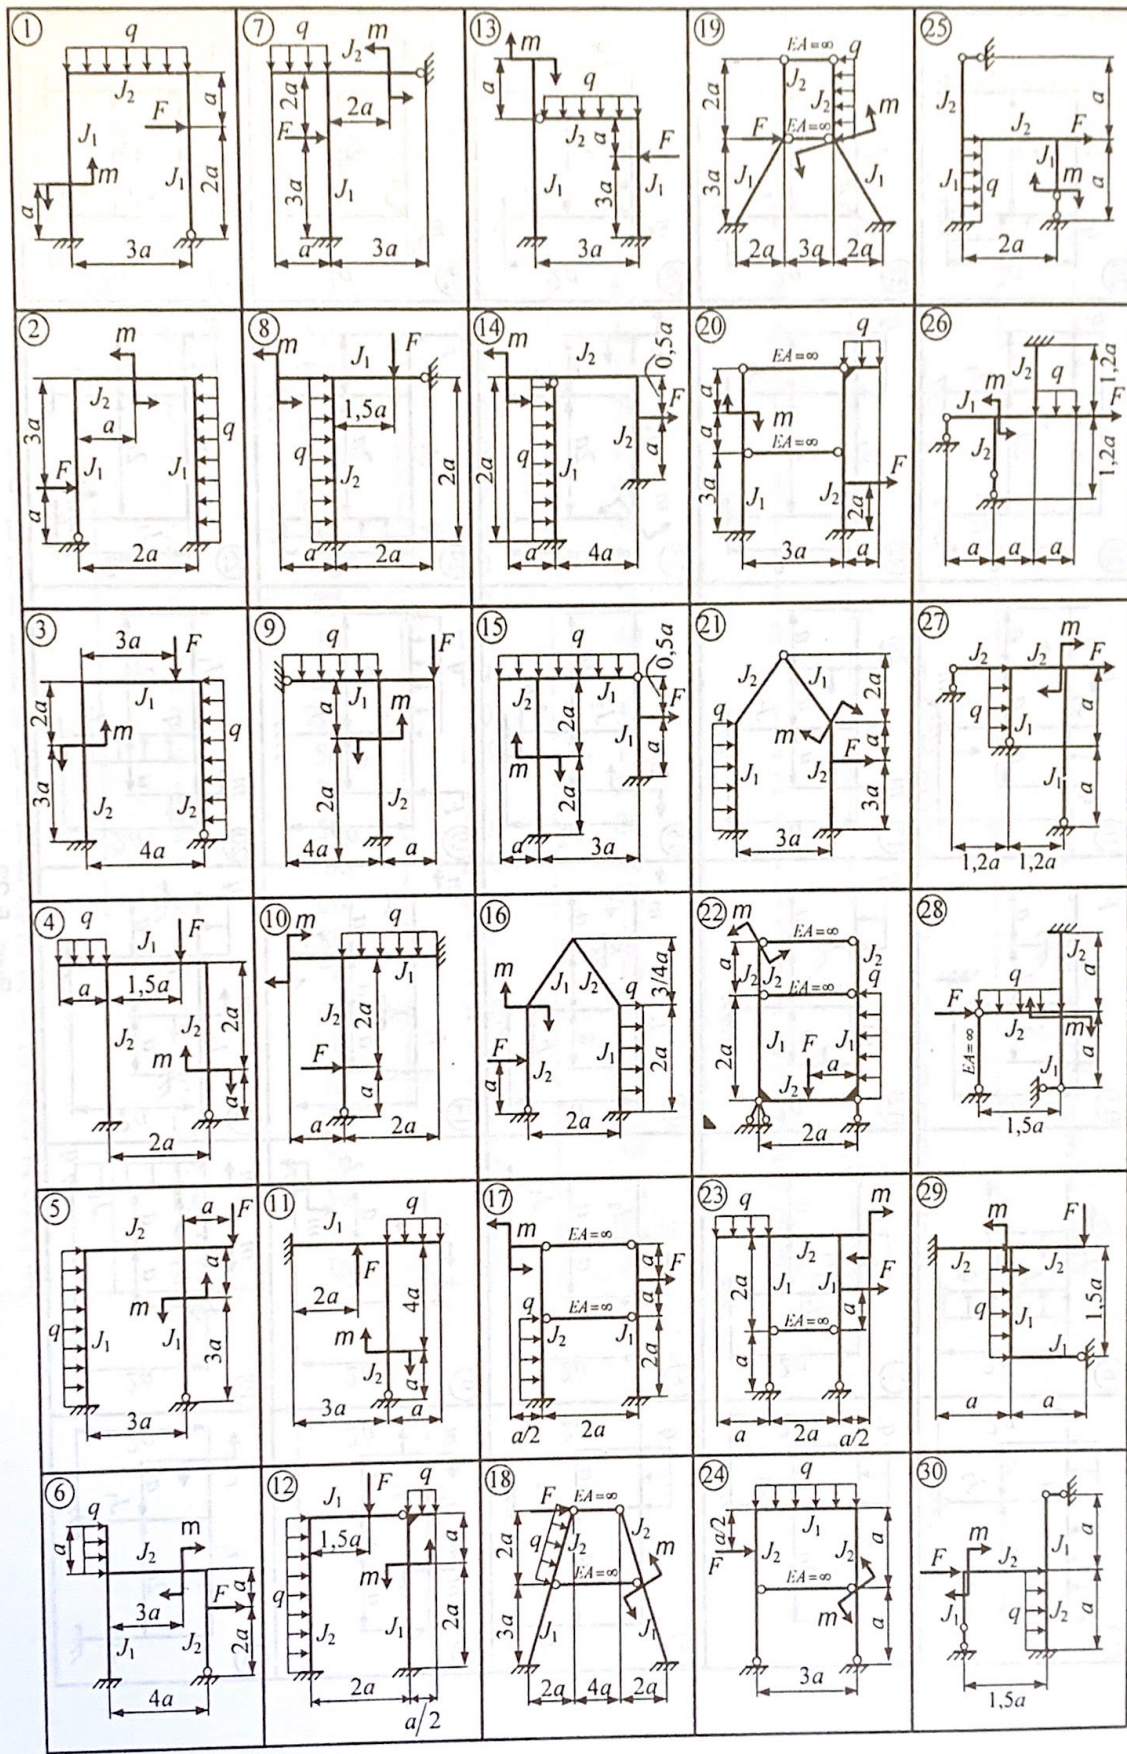 1
q
J₂
a
F
J₁
m
J₁
2a
a
3a
7
q
m
J₂
2a
2a
F
3a
J₁
a
3a
13
m
a
q
J₂
a
F
J₁
3a
J₁
3a
19
EA=∞
q
2a
J₂
J₂
m
F
EA=∞
3a
J₁
J₁
2a
3a
2a
25
J₂
a
J₂
F
J₁
J₁
m
q
a
2a
2
m
3a
J₂
a
q
F
J₁
J₁
a
2a
8
m
J₁
F
1,5a
q
J₂
2a
a
2a
14
m
J₂
0,5a
F
2a
q
J₁
J₂
a
a
4a
20
q
EA=∞
a
m
a
EA=∞
F
3a
J₁
J₂
2a
3a
a
26
J₂
q
1,2a
m
J₁
F
J₂
1,2a
a
a
a
3
3a
F
J₁
2a
m
q
3a
J₂
J₂
4a
9
q
F
a
J₁
m
2a
J₂
4a
a
15
q
0,5a
J₂
J₁
F
2a
J₁
a
m
2a
a
3a
21
J₂
J₁
2a
q
m
a
F
J₁
J₂
3a
3a
27
m
J₂
J₂
F
q
J₁
a
J₁
a
1,2a
1,2a
4
q
J₁
F
a
1,5a
2a
J₂
J₂
m
a
2a
10
m
q
J₁
J₂
2a
F
a
a
2a
16
m
J₁
J₂
q
3/4a
F
J₁
2a
a
J₂
2a
22
m
EA=∞
a
J₂
J₂
J₂
q
EA=∞
2a
J₁
F
J₁
a
J₂
2a
28
J₂
a
q
F
J₂
m
EA=∞
J₁
a
1,5a
5
a
F
J₂
a
m
q
J₁
J₁
3a
3a
11
J₁
q
F
2a
4a
m
J₂
a
3a
a
17
m
EA=∞
a
F
q
EA=∞
a
J₂
J₁
2a
a/2
2a
23
q
m
J₂
2a
J₁
J₁
F
a
EA=∞
a
a
2a
a/2
29
m
F
J₂
J₂
q
J₁
1,5a
J₁
a
a
6
q
m
a
J₂
3a
F
a
J₁
J₂
2a
4a
12
J₁
F
q
1,5a
a
m
q
J₂
J₁
2a
2a
a/2
18
F
EA=∞
2a
q
J₂
J₂
m
EA=∞
3a
J₁
J₁
2a
4a
2a
24
q
a/2
J₁
F
J₂
J₂
a
EA=∞
m
a
3a
30
m
J₁
a
F
J₂
J₁
q
J₂
a
1,5a